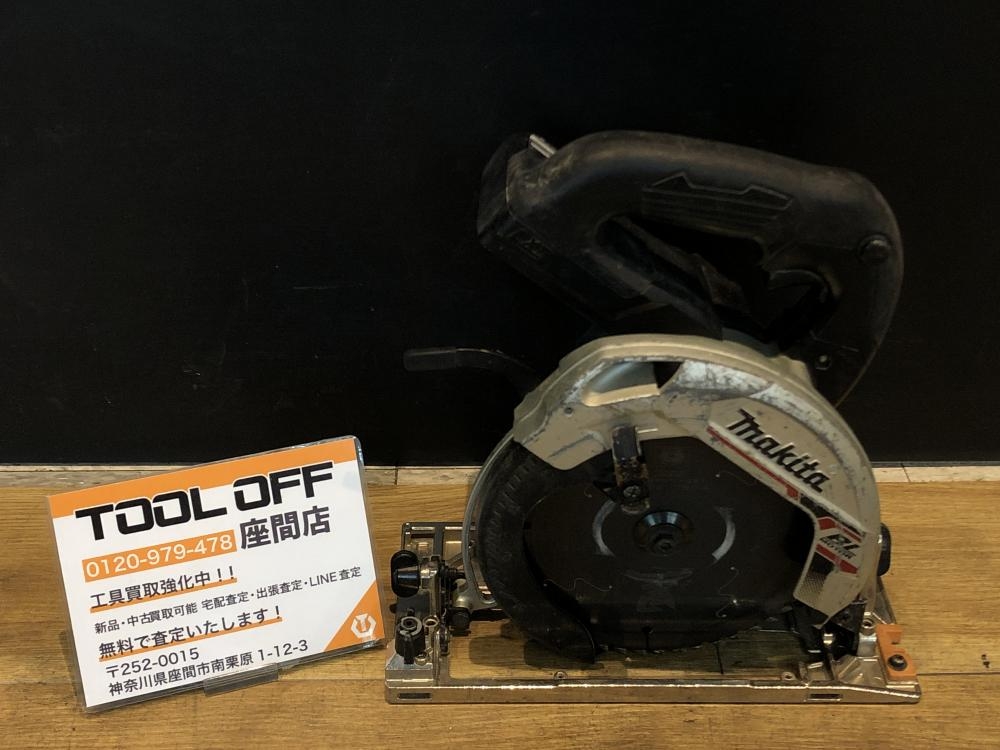 TOOL OFF
0120-979-478 座間店
工具買取強化中！！
新品・中古買取可能 宅配査定・出張査定・LINE査定
無料で査定いたします！
〒252-0015
神奈川県座間市南栗原 1-12-3
makita